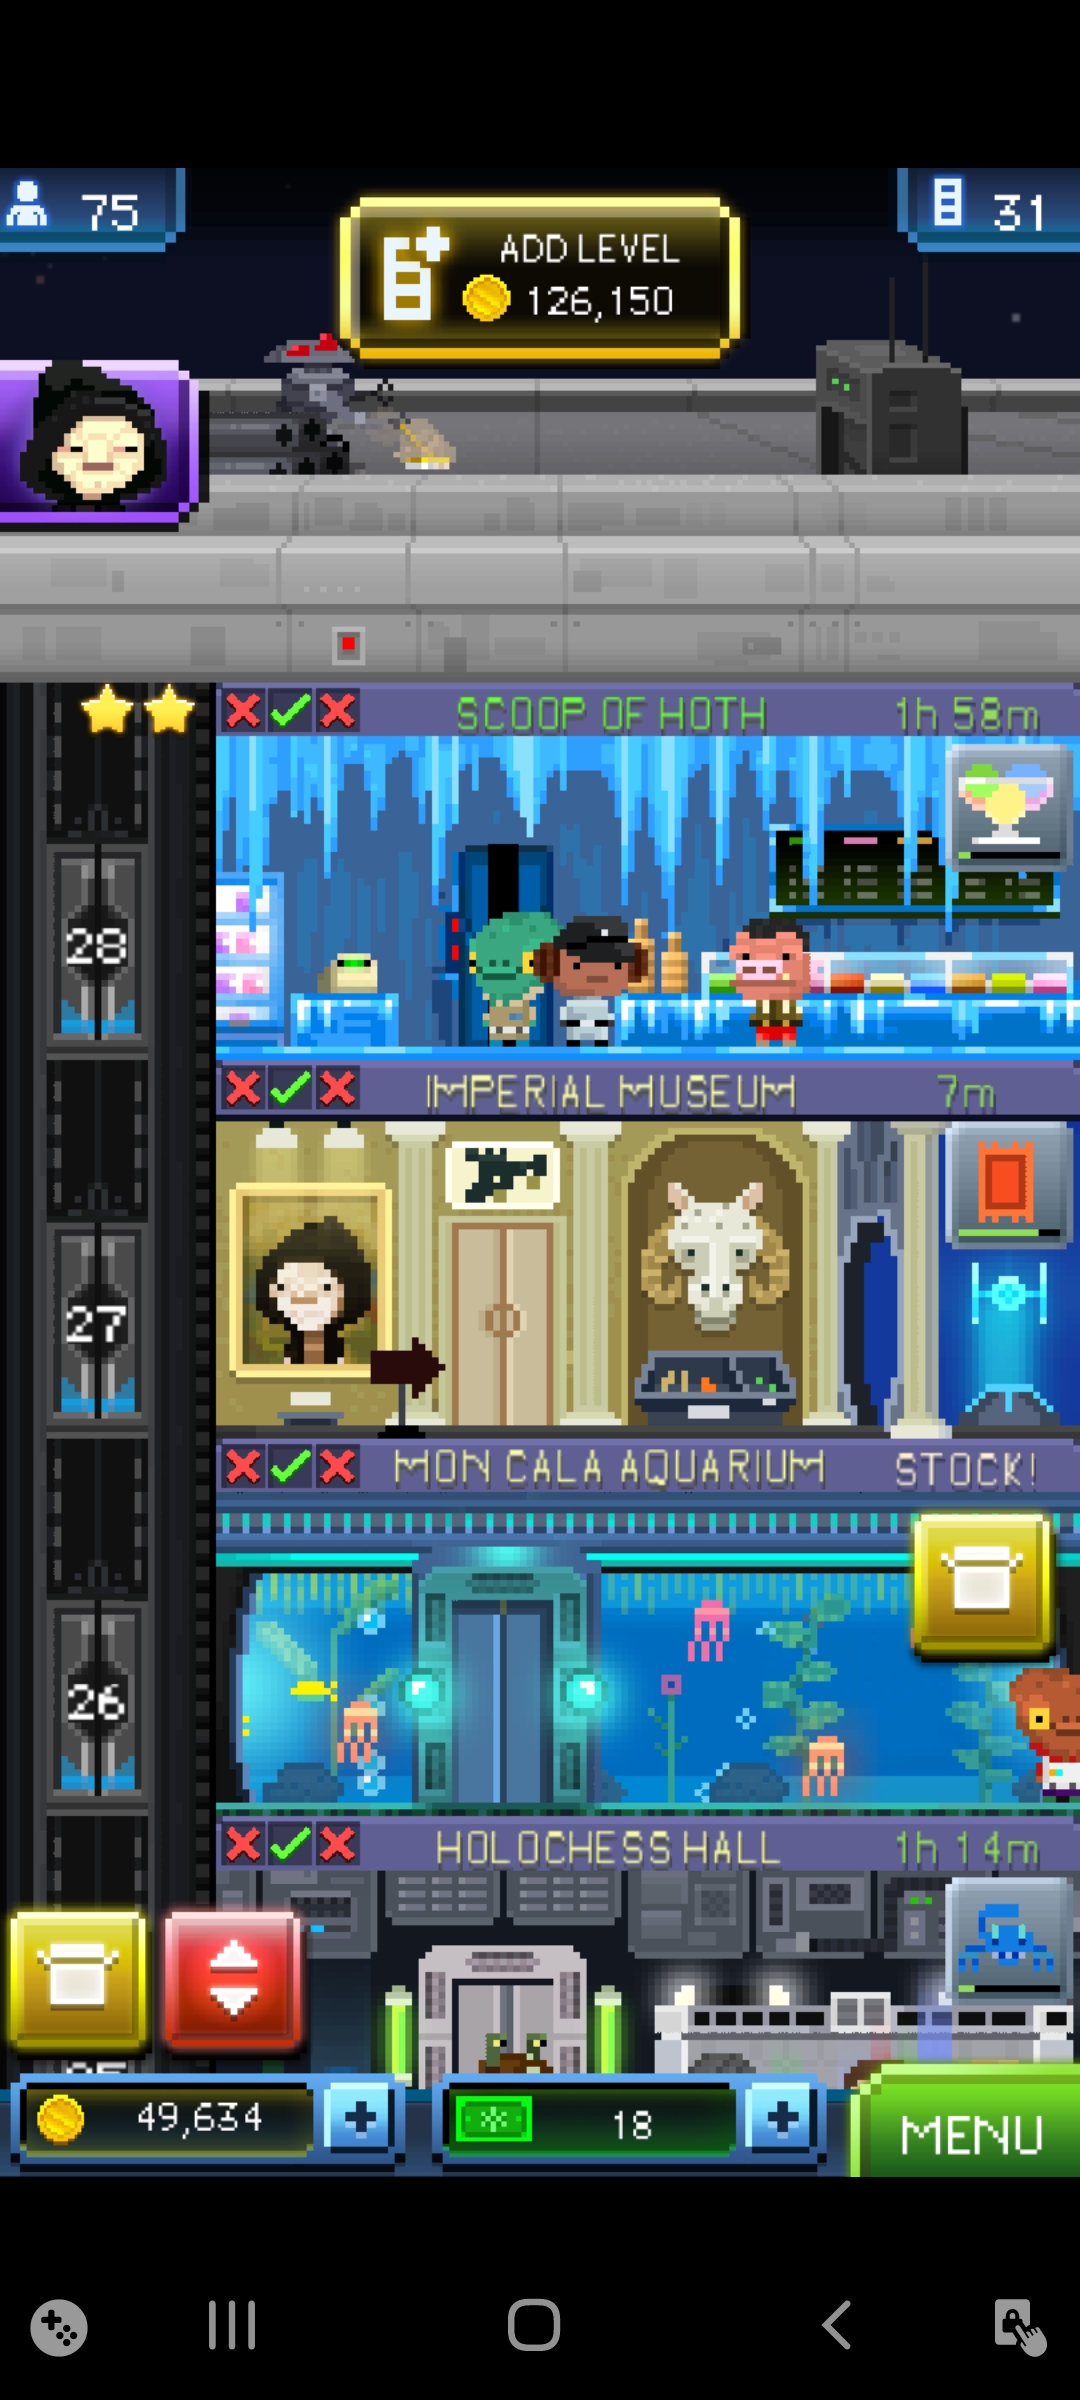 75
ADD LEVEL
126,150
31
SCOOP OF HOTH 1h 58m
28
IMPERIAL MUSEUM 7m
27
MON CALA AQUARIUM STOCK!
26
HOLOCHESS HALL 1h 14m
49,634
18
MENU